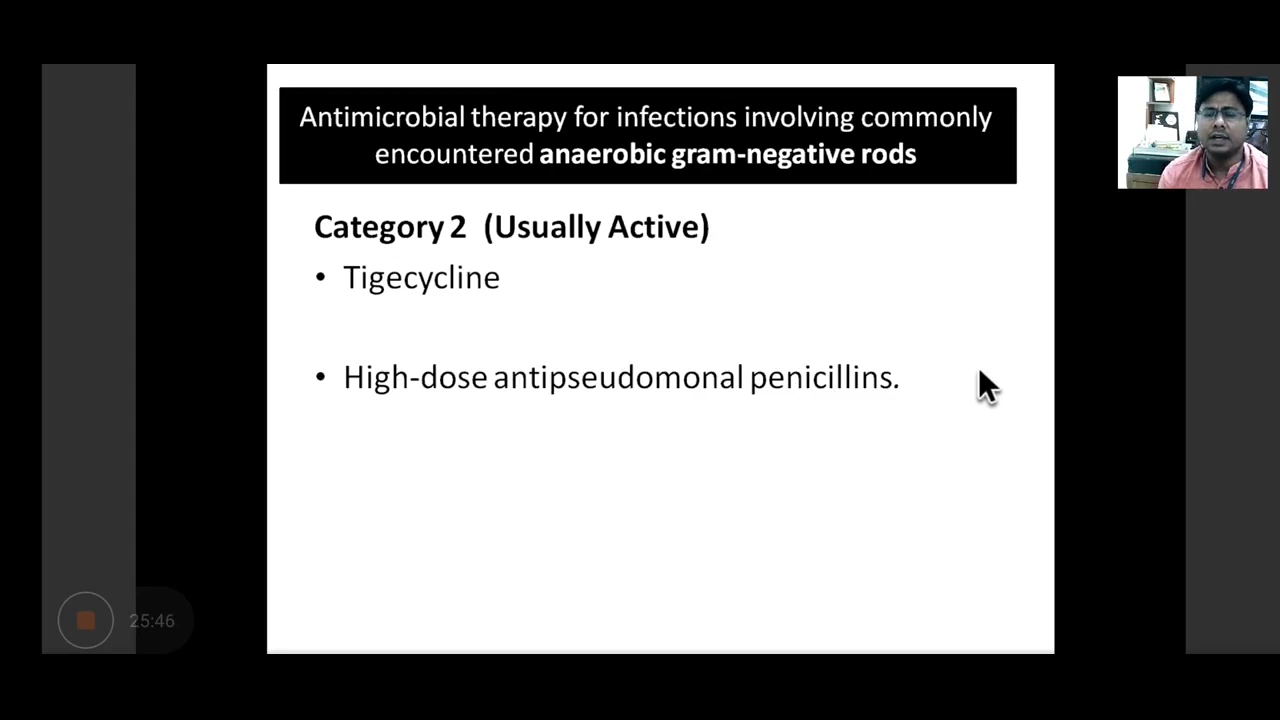 Antimicrobial therapy for infections involving commonly
encountered anaerobic gram-negative rods
Category 2 (Usually Active)
• Tigecycline
• High-dose antipseudomonal penicillins.
25:46